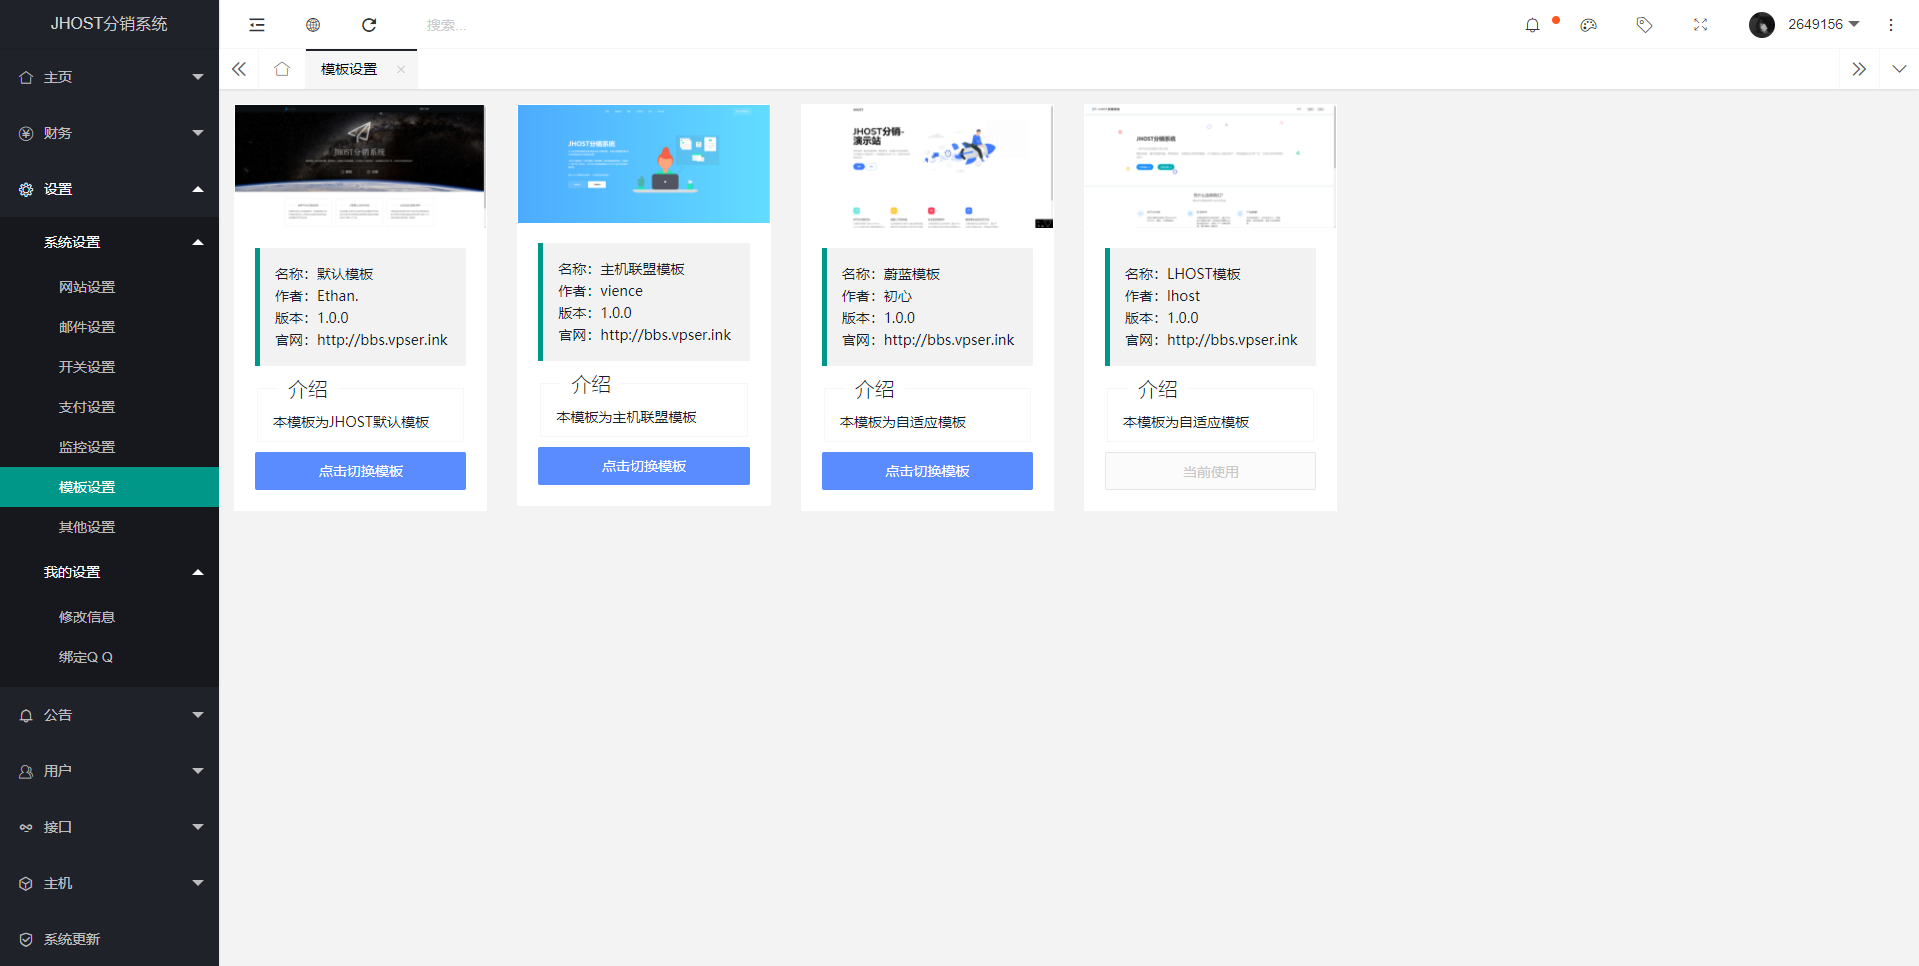 JHOST分销系统
搜索...
2649156
主页
财务
设置
系统设置
网站设置
邮件设置
开关设置
支付设置
监控设置
模板设置
其他设置
我的设置
修改信息
绑定Q Q
公告
用户
接口
主机
系统更新
模板设置
JHOST分销系统
名称：默认模板
作者：Ethan.
版本：1.0.0
官网：http://bbs.vpser.ink
介绍
本模板为JHOST默认模板
点击切换模板
JHOST分销系统
名称：主机联盟模板
作者：vience
版本：1.0.0
官网：http://bbs.vpser.ink
介绍
本模板为主机联盟模板
点击切换模板
JHOST分销-
演示站
名称：蔚蓝模板
作者：初心
版本：1.0.0
官网：http://bbs.vpser.ink
介绍
本模板为自适应模板
点击切换模板
JHOST分销系统
名称：LHOST模板
作者：lhost
版本：1.0.0
官网：http://bbs.vpser.ink
介绍
本模板为自适应模板
当前使用